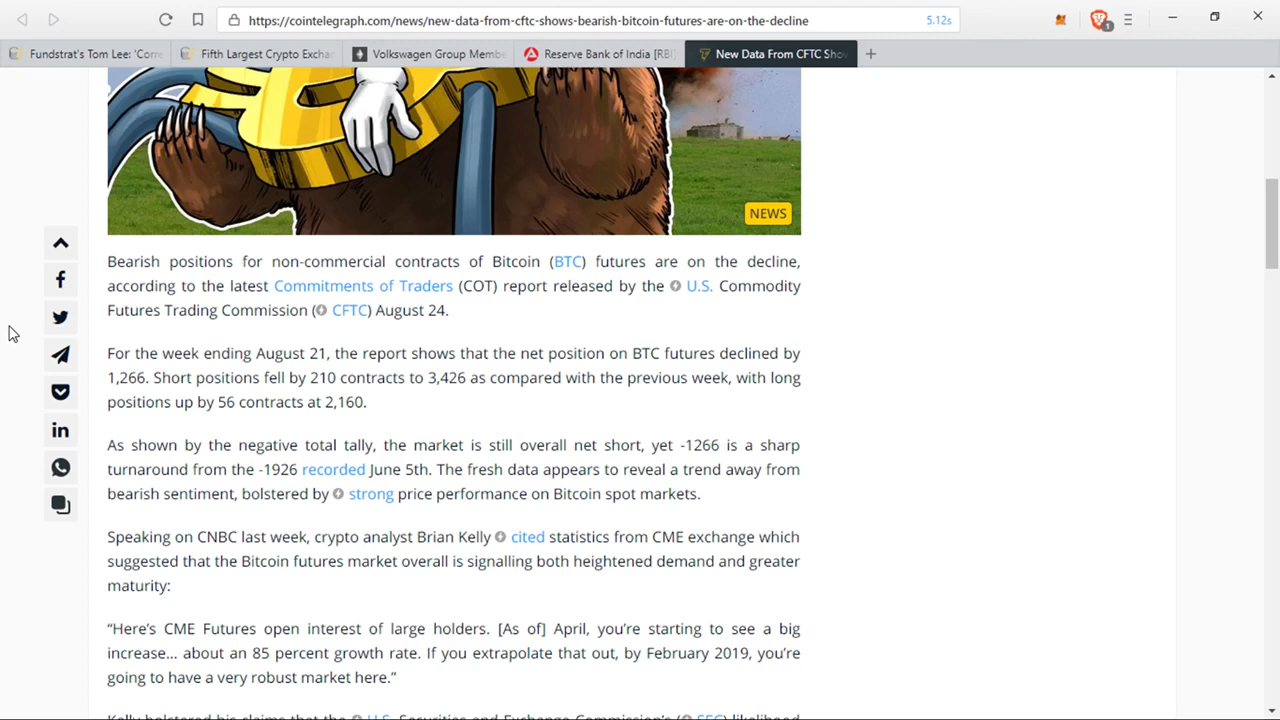 https://cointelegraph.com/news/new-data-from-cftc-shows-bearish-bitcoin-futures-are-on-the-decline
5.12s
1
Fundstrat's Tom Lee: 'Corre
Fifth Largest Crypto Excha
Volkswagen Group Membe
Reserve Bank of India [RBI]
New Data From CFTC Sho
NEWS
Bearish positions for non-commercial contracts of Bitcoin (BTC) futures are on the decline,
according to the latest Commitments of Traders (COT) report released by the U.S. Commodity
Futures Trading Commission (CFTC) August 24.
For the week ending August 21, the report shows that the net position on BTC futures declined by
1,266. Short positions fell by 210 contracts to 3,426 as compared with the previous week, with long
positions up by 56 contracts at 2,160.
As shown by the negative total tally, the market is still overall net short, yet -1266 is a sharp
turnaround from the -1926 recorded June 5th. The fresh data appears to reveal a trend away from
bearish sentiment, bolstered by strong price performance on Bitcoin spot markets.
Speaking on CNBC last week, crypto analyst Brian Kelly cited statistics from CME exchange which
suggested that the Bitcoin futures market overall is signalling both heightened demand and greater
maturity:
“Here’s CME Futures open interest of large holders. [As of] April, you’re starting to see a big
increase… about an 85 percent growth rate. If you extrapolate that out, by February 2019, you’re
going to have a very robust market here.”
Kelly bolstered his claims that the U.S. Securities and Exchange Commission’s (SEC) likelihood